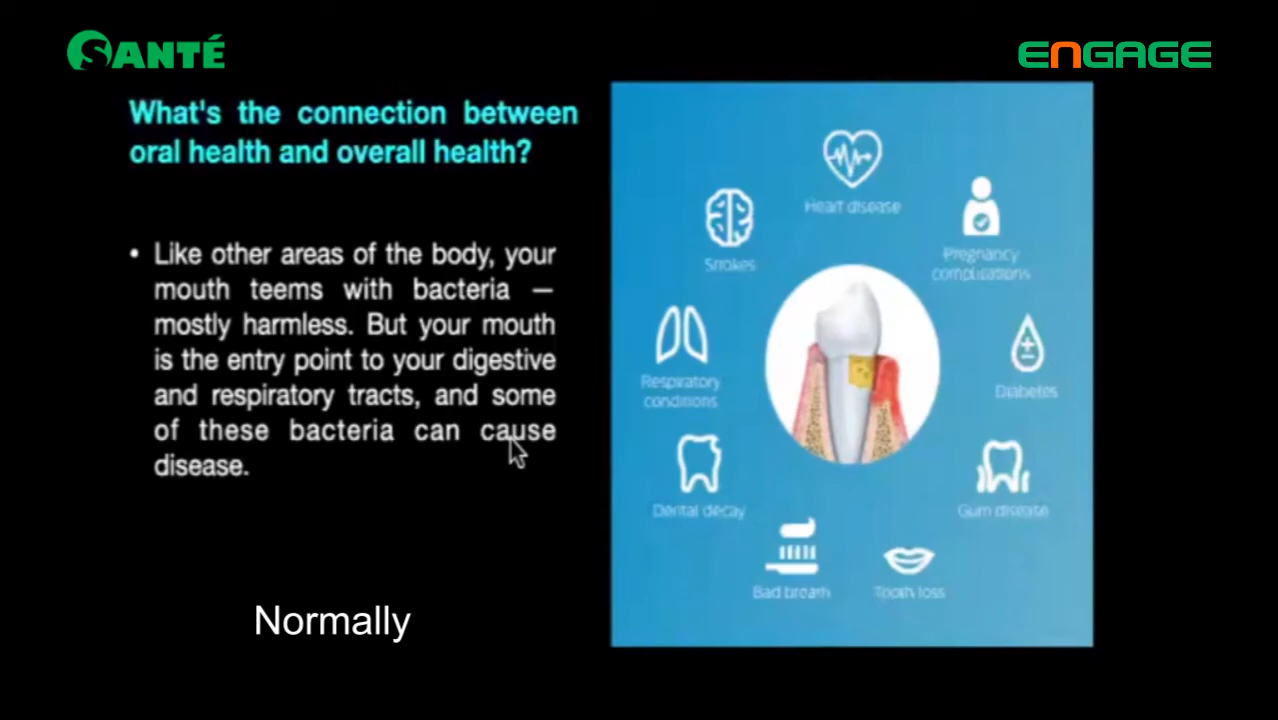 SANTÉ
ENGAGE
What's the connection between
oral health and overall health?
• Like other areas of the body, your
mouth teems with bacteria —
mostly harmless. But your mouth
is the entry point to your digestive
and respiratory tracts, and some
of these bacteria can cause
disease.
Normally
Heart disease
Strokes
Pregnancy
complications
Respiratory
conditions
Diabetes
Dental decay
Gum disease
Bad breath
Tooth loss